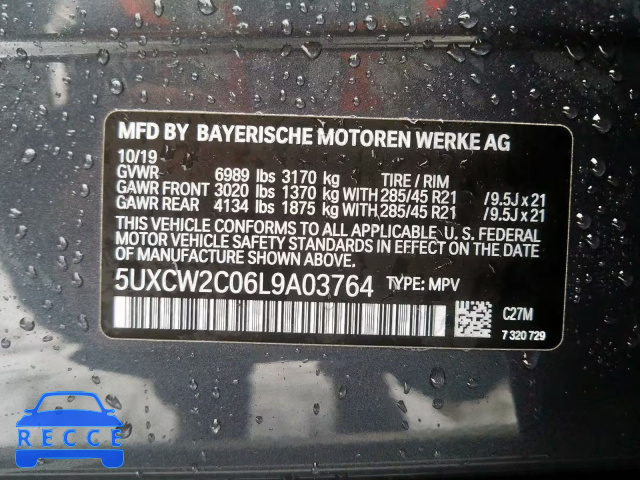 MFD BY BAYERISCHE MOTOREN WERKE AG
10/19
GVWR 6989 lbs 3170 kg TIRE / RIM
GAWR FRONT 3020 lbs 1370 kg WITH 285/45 R21 /9.5J x 21
GAWR REAR 4134 lbs 1875 kg WITH 285/45 R21 /9.5J x 21
THIS VEHICLE CONFORMS TO ALL APPLICABLE U. S. FEDERAL
MOTOR VEHICLE SAFETY STANDARDS IN EFFECT ON THE DATE
OF MANUFACTURE SHOWN ABOVE.
5UXCW2C06L9A03764 TYPE: MPV
C27M
7 320 729
RECCE